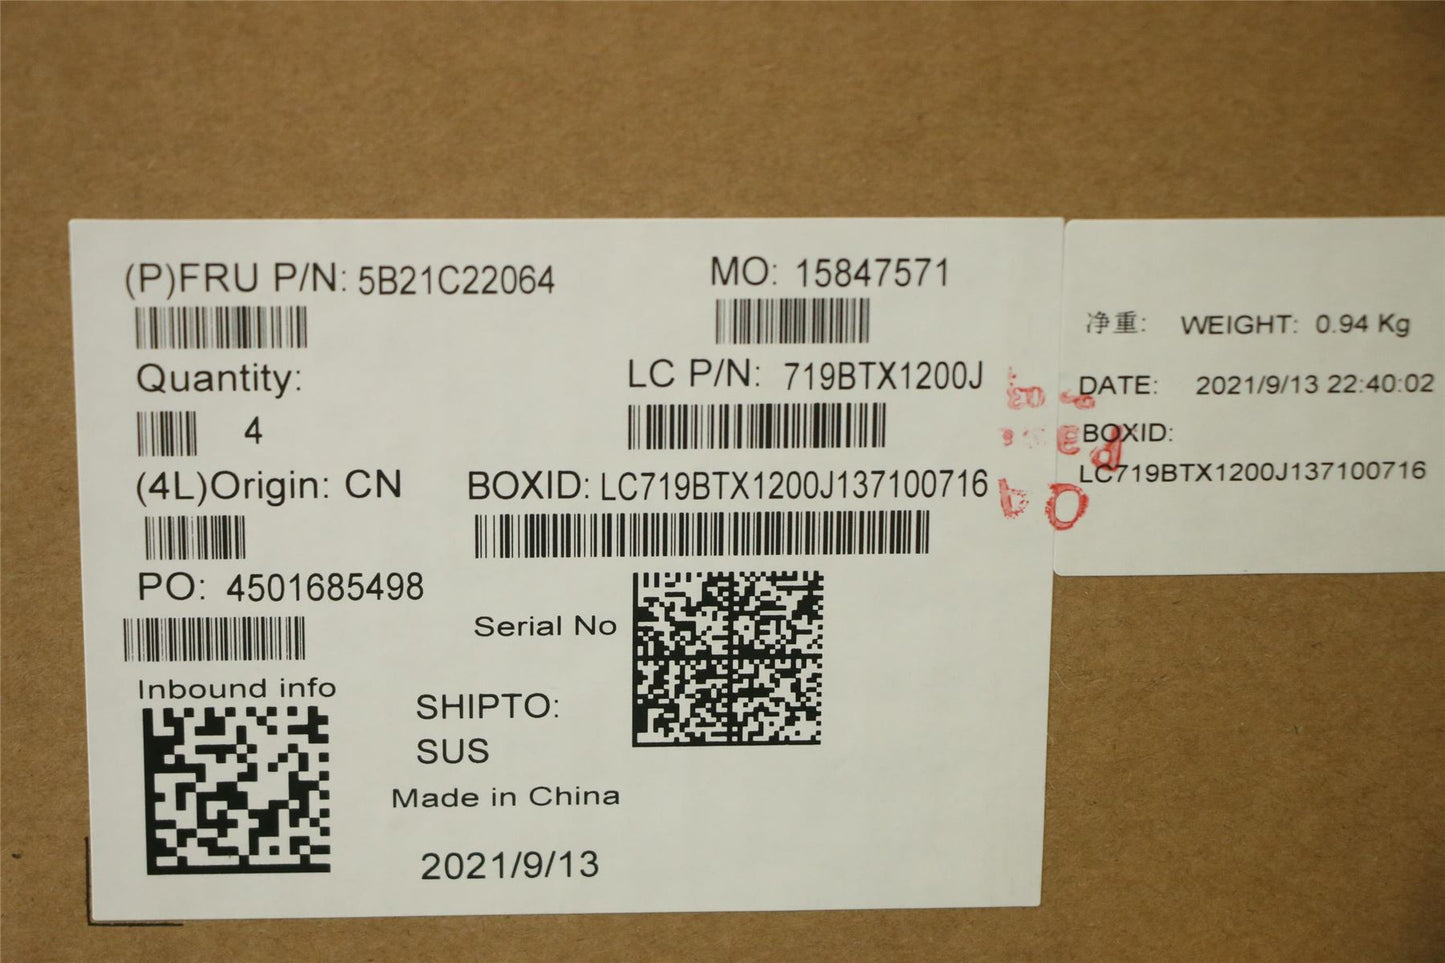 (P)FRU P/N: 5B21C22064
MO: 15847571
Quantity:
4
LC P/N: 719BTX1200J
(4L)Origin: CN
BOXID: LC719BTX1200J137100716
PO: 4501685498
Serial No
Inbound info
SHIPTO:
SUS
Made in China
2021/9/13
净重: WEIGHT: 0.94 Kg
DATE: 2021/9/13 22:40:02
BOXID:
LC719BTX1200J137100716